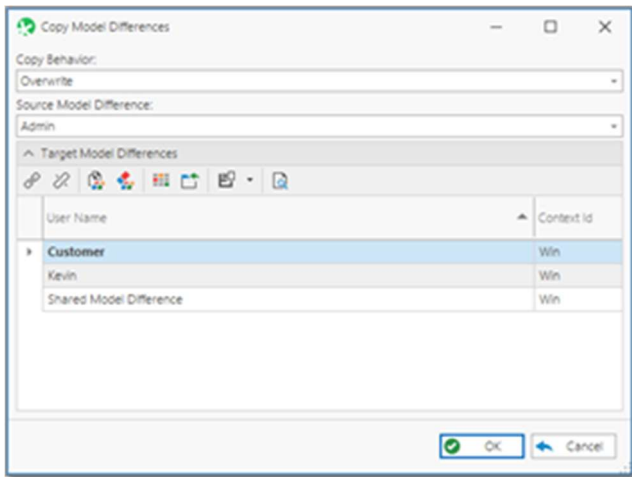 Copy Model Differences
Copy Behavior:
Overwrite
Source Model Difference:
Admin
Target Model Differences
User Name Context Id
Customer Win
Kevin Win
Shared Model Difference Win
OK Cancel